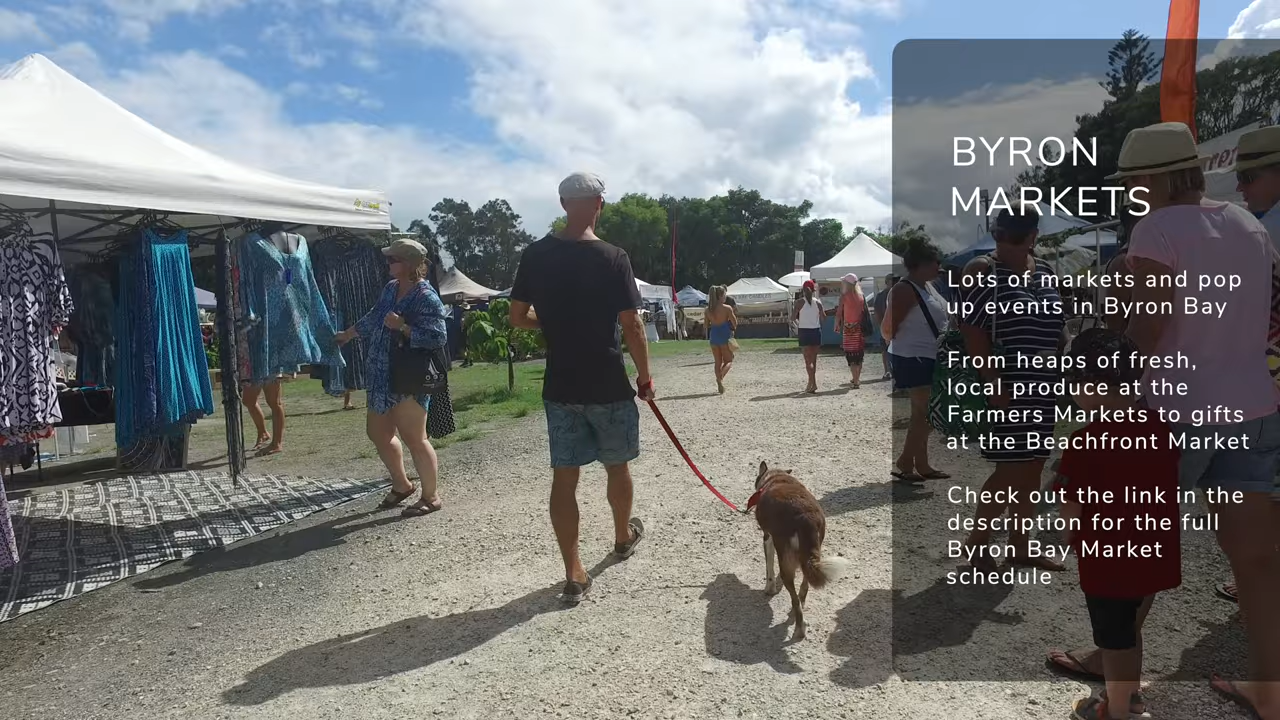 BYRON
MARKETS
Lots of markets and pop
up events in Byron Bay
From heaps of fresh,
local produce at the
Farmers Markets to gifts
at the Beachfront Market
Check out the link in the
description for the full
Byron Bay Market
schedule